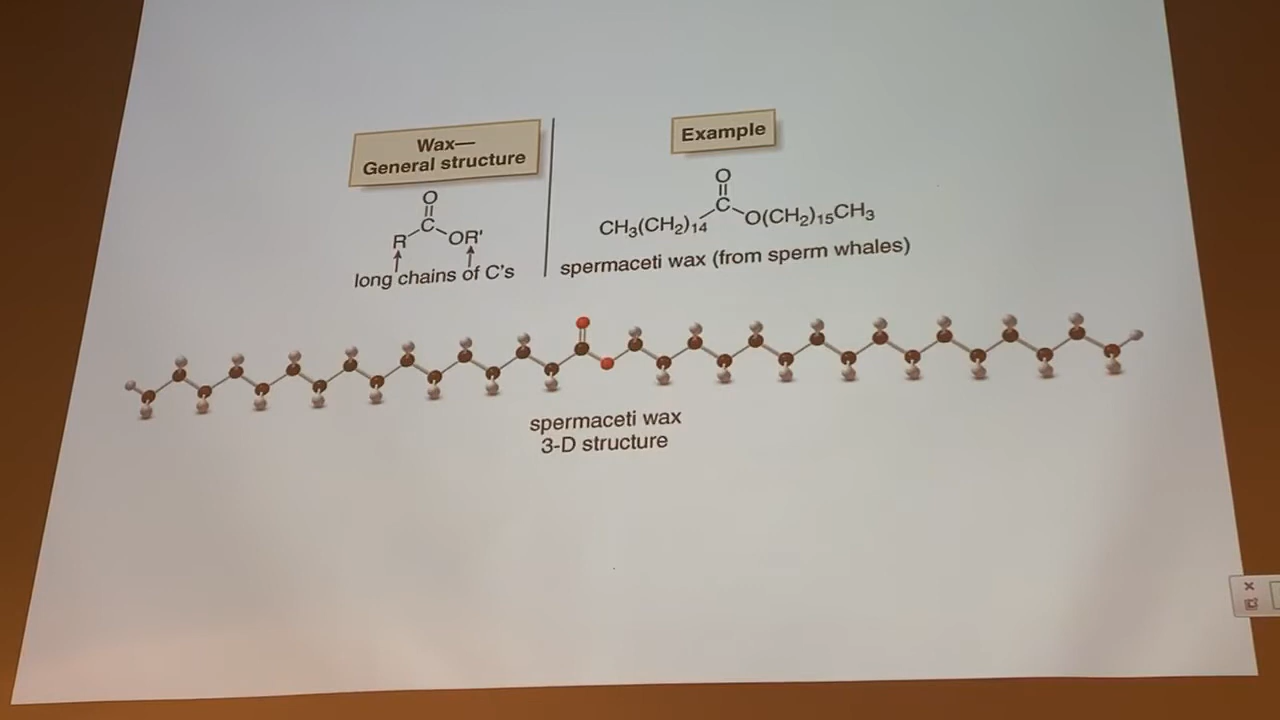 Wax—
General structure
O
C
R
OR'
long chains of C's
Example
O
C
CH₃(CH₂)₁₄
O(CH₂)₁₅CH₃
spermaceti wax (from sperm whales)
spermaceti wax
3-D structure